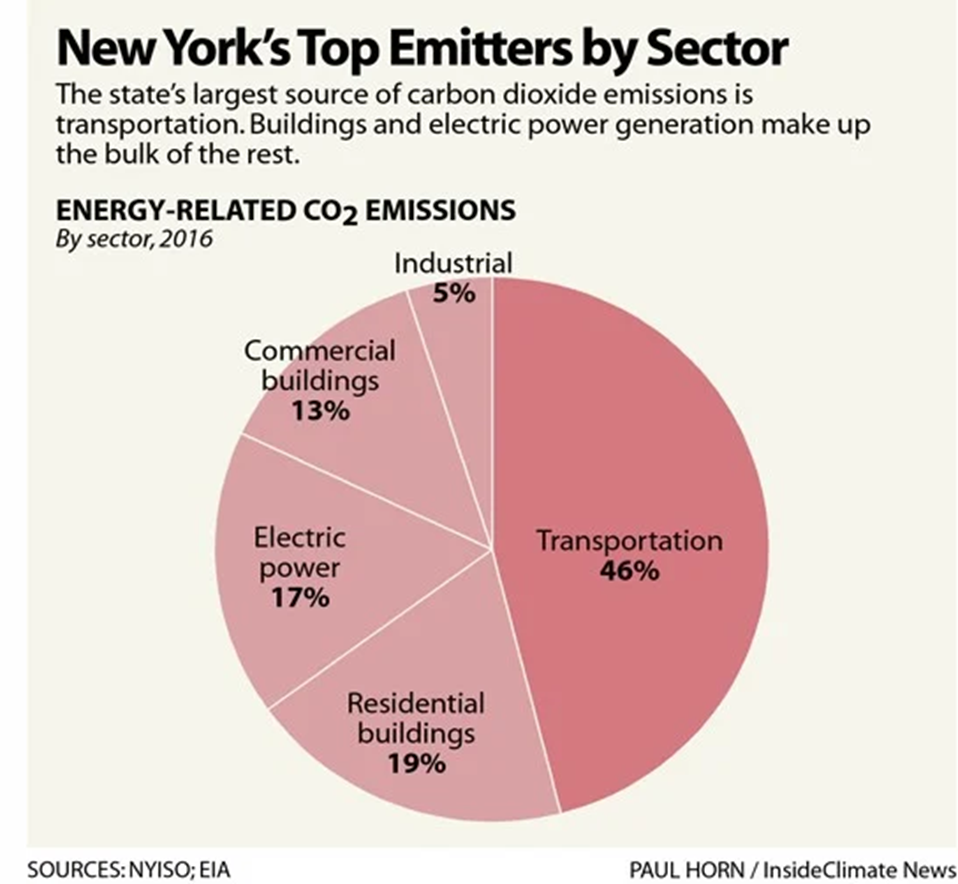 New York's Top Emitters by Sector
The state's largest source of carbon dioxide emissions is
transportation. Buildings and electric power generation make up
the bulk of the rest.
ENERGY-RELATED CO2 EMISSIONS
By sector, 2016
Industrial
5%
Commercial
buildings
13%
Electric
power
17%
Transportation
46%
Residential
buildings
19%
SOURCES: NYISO; EIA
PAUL HORN / InsideClimate News